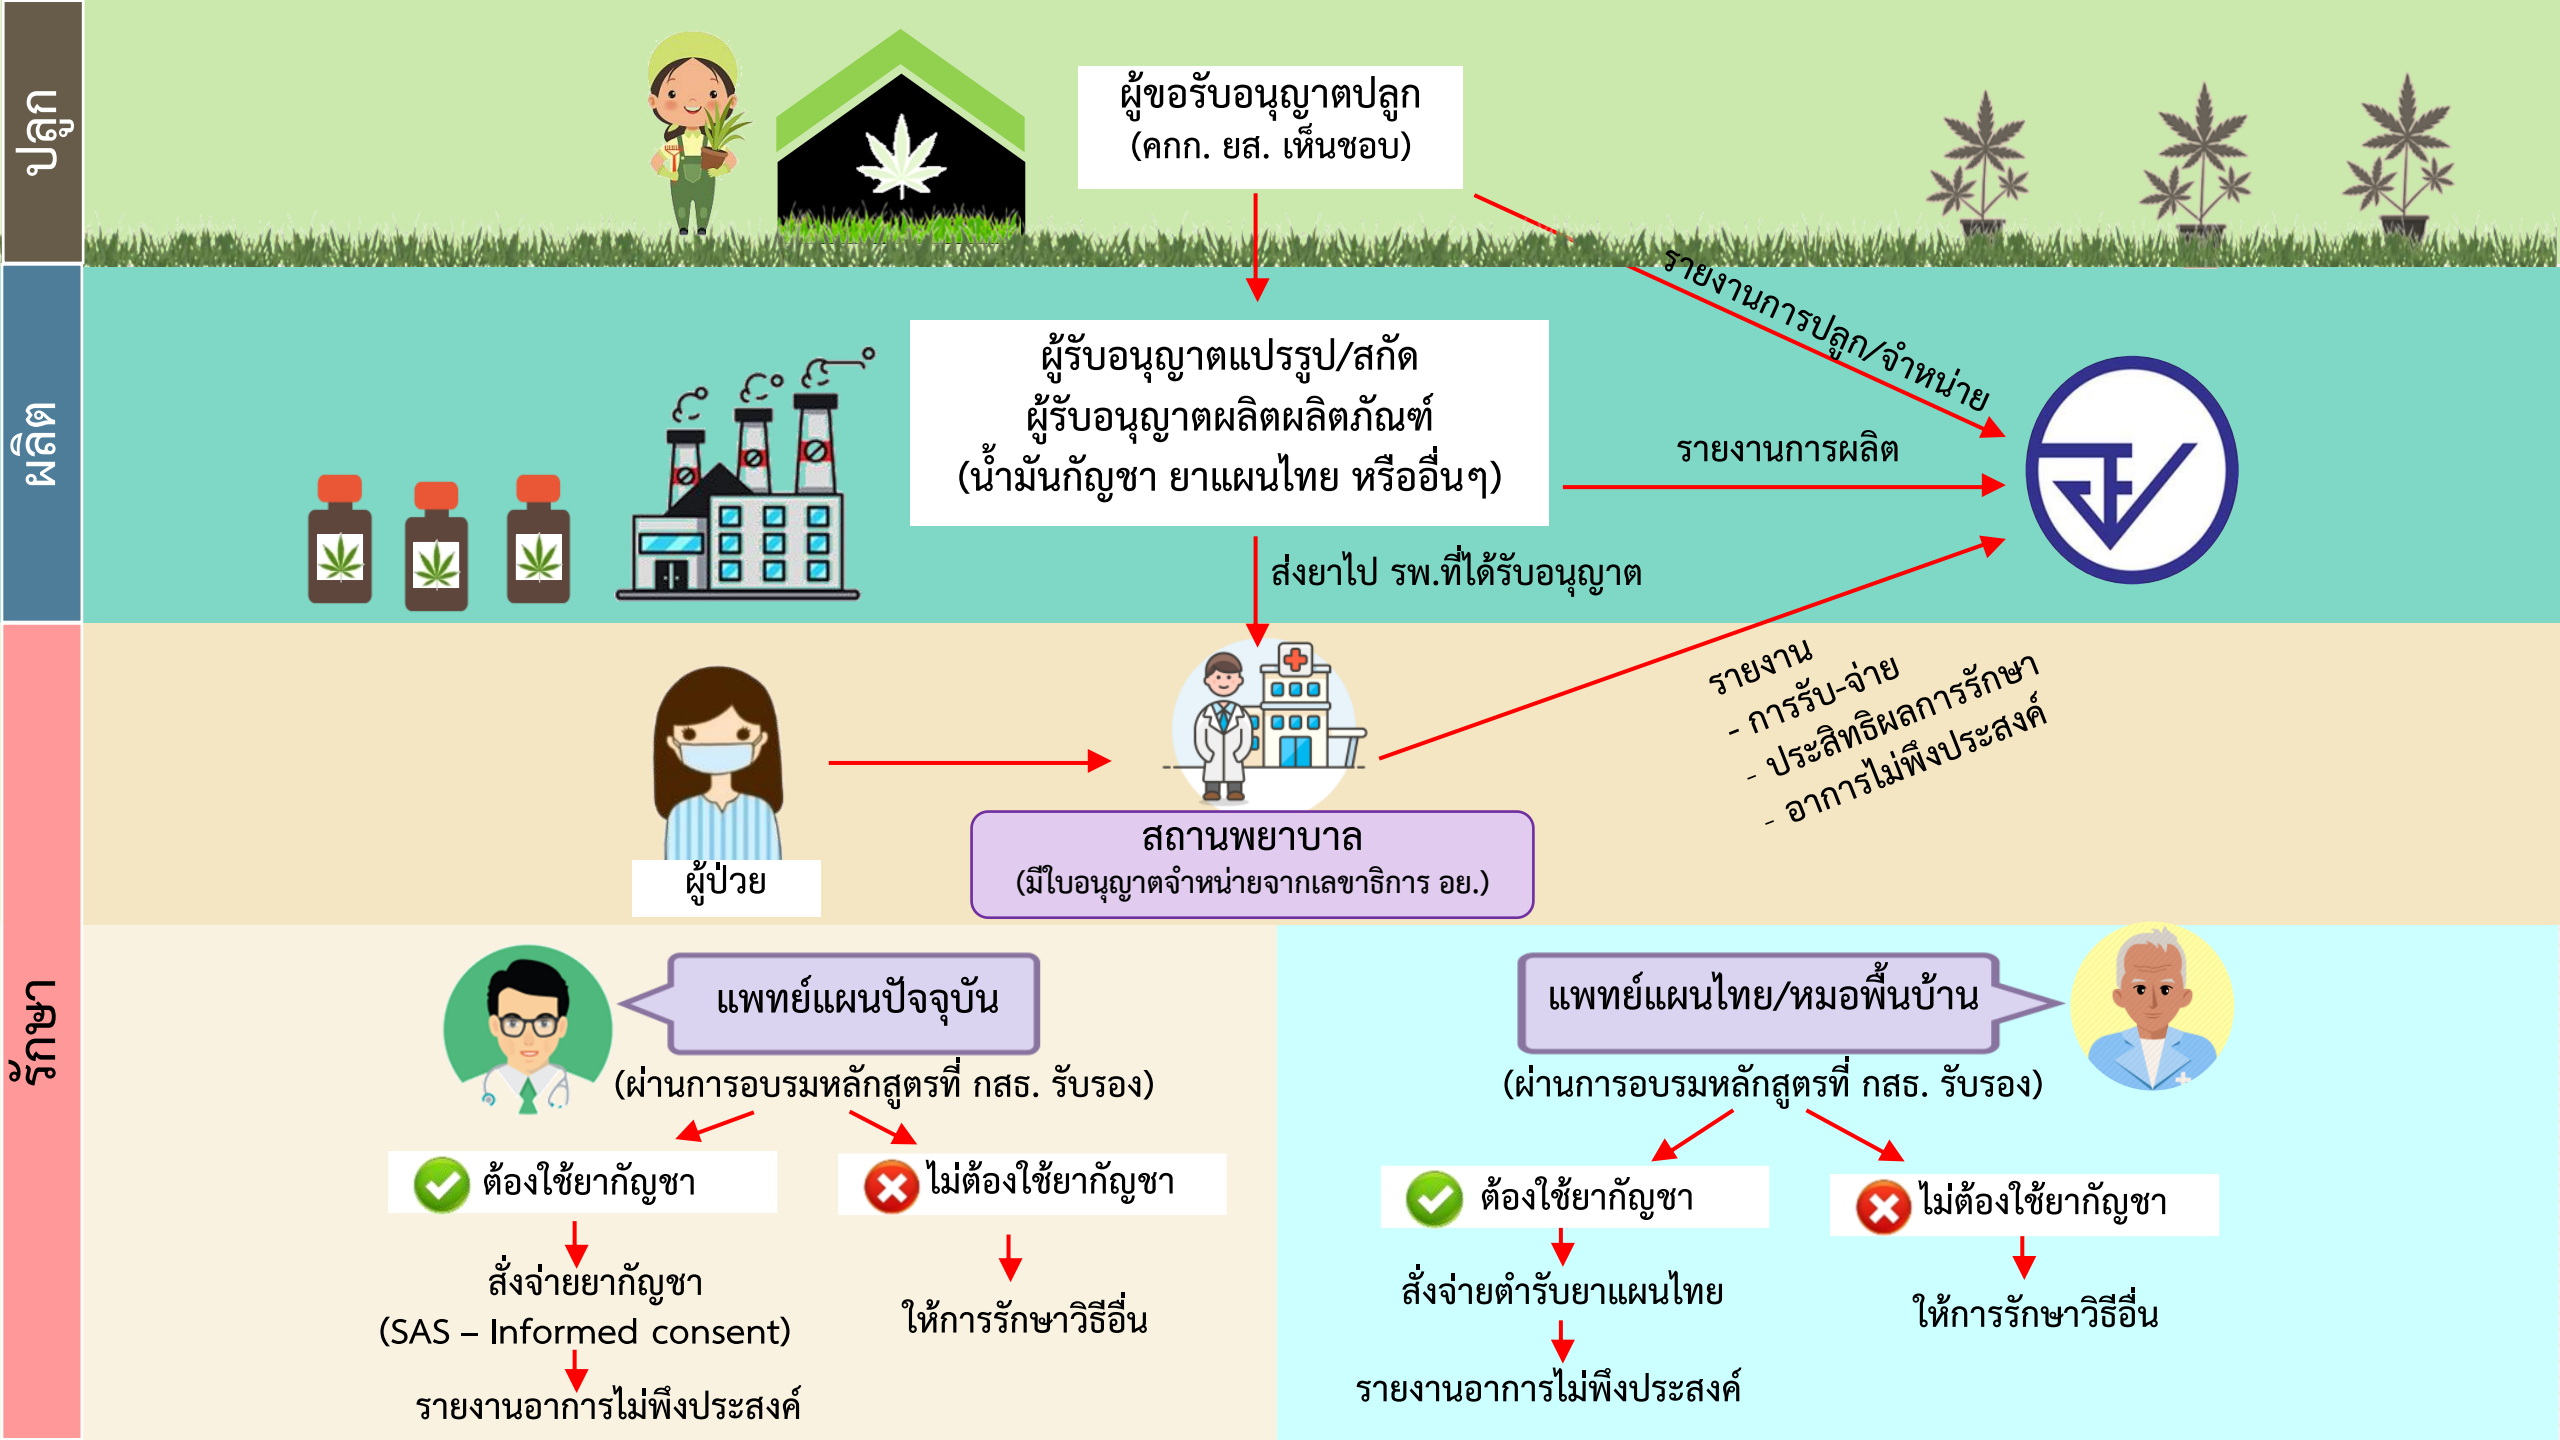 ปลูก
ผู้ขอรับอนุญาตปลูก
(คกก. ยส. เห็นชอบ)
รายงานการปลูก/จำหน่าย
ผลิต
ผู้รับอนุญาตแปรรูป/สกัด
ผู้รับอนุญาตผลิตผลิตภัณฑ์
(น้ำมันกัญชา ยาแผนไทย หรืออื่นๆ)
รายงานการผลิต
ส่งยาไป รพ.ที่ได้รับอนุญาต
รักษา
รายงาน
- การรับ-จ่าย
- ประสิทธิผลการรักษา
- อาการไม่พึงประสงค์
ผู้ป่วย
สถานพยาบาล
(มีใบอนุญาตจำหน่ายจากเลขาธิการ อย.)
แพทย์แผนปัจจุบัน
(ผ่านการอบรมหลักสูตรที่ กสธ. รับรอง)
ต้องใช้ยากัญชา
ไม่ต้องใช้ยากัญชา
สั่งจ่ายยากัญชา
(SAS – Informed consent)
ให้การรักษาวิธีอื่น
รายงานอาการไม่พึงประสงค์
แพทย์แผนไทย/หมอพื้นบ้าน
(ผ่านการอบรมหลักสูตรที่ กสธ. รับรอง)
ต้องใช้ยากัญชา
ไม่ต้องใช้ยากัญชา
สั่งจ่ายตำรับยาแผนไทย
ให้การรักษาวิธีอื่น
รายงานอาการไม่พึงประสงค์